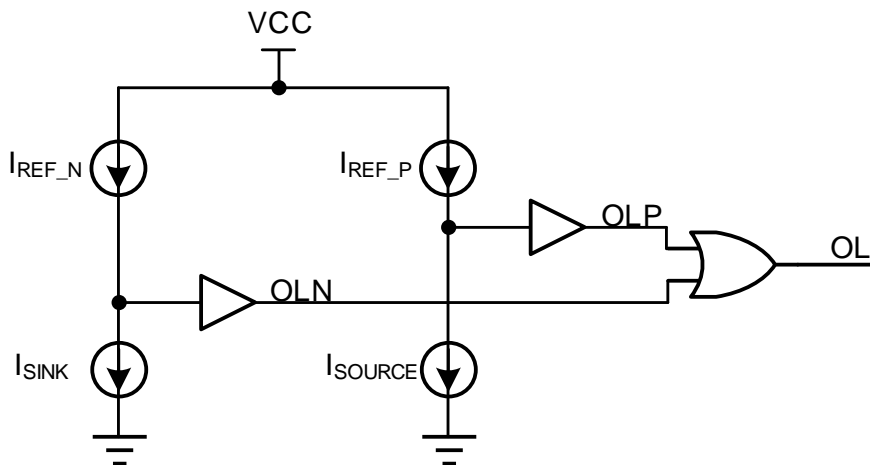 VCC
IREF_N
IREF_P
OLP
OL
OLN
ISINK
ISOURCE